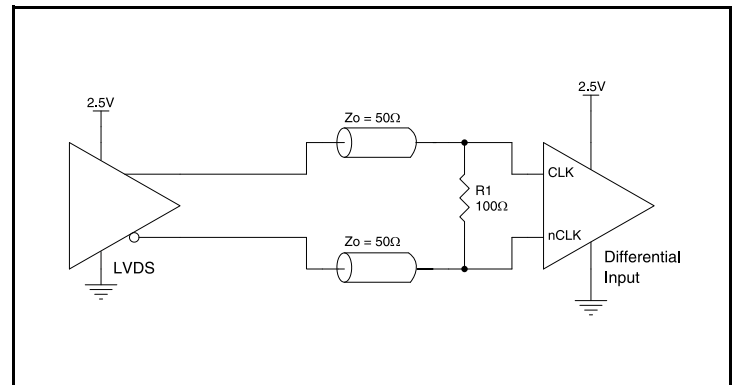 2.5V
2.5V
Zo = 50Ω
CLK
R1
100Ω
nCLK
Zo = 50Ω
LVDS
Differential
Input